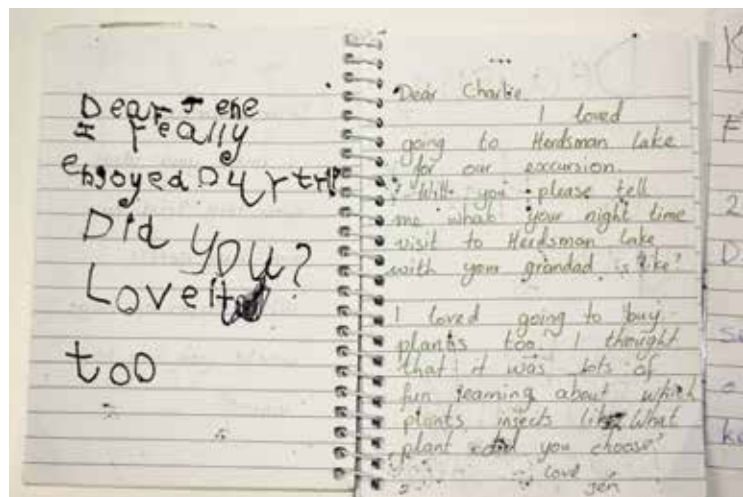 Dear Jene
I really
enjoyed Our trip
Did you?
Love it
too
Dear Charlie
I loved
going to Herdsman Lake
for our excursion.
? Will you please tell
me what your night time
visit to Herdsman Lake
with your grandad is like?
I loved going to buy
plants too. I thought
that it was lots of
fun learning about which
plants insects like. What
plant did you choose?
love
Jen
K
F
2
D